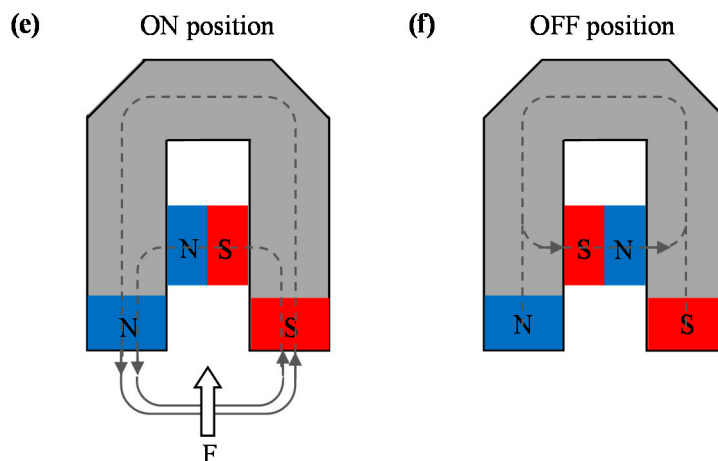 (e) ON position
(f) OFF position
N S
S N
N S
N S
F